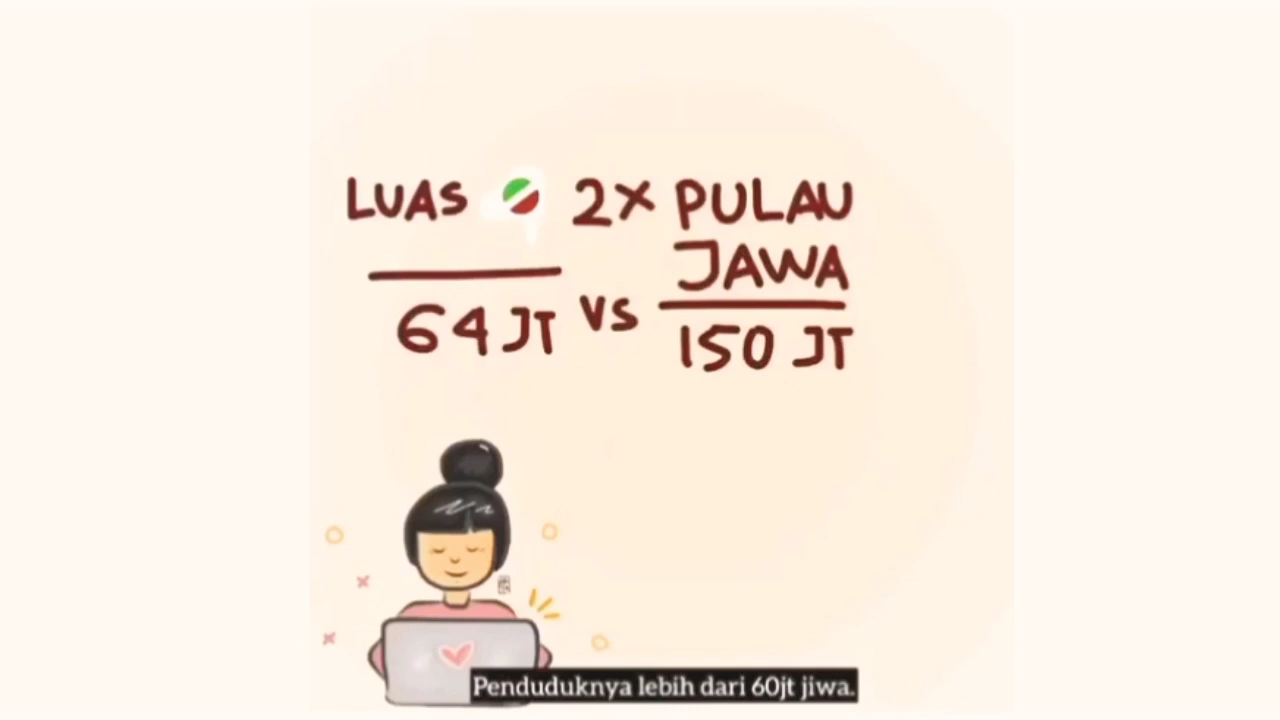 LUAS 2X PULAU
JAWA
64 JT VS 150 JT
Penduduknya lebih dari 60jt jiwa.